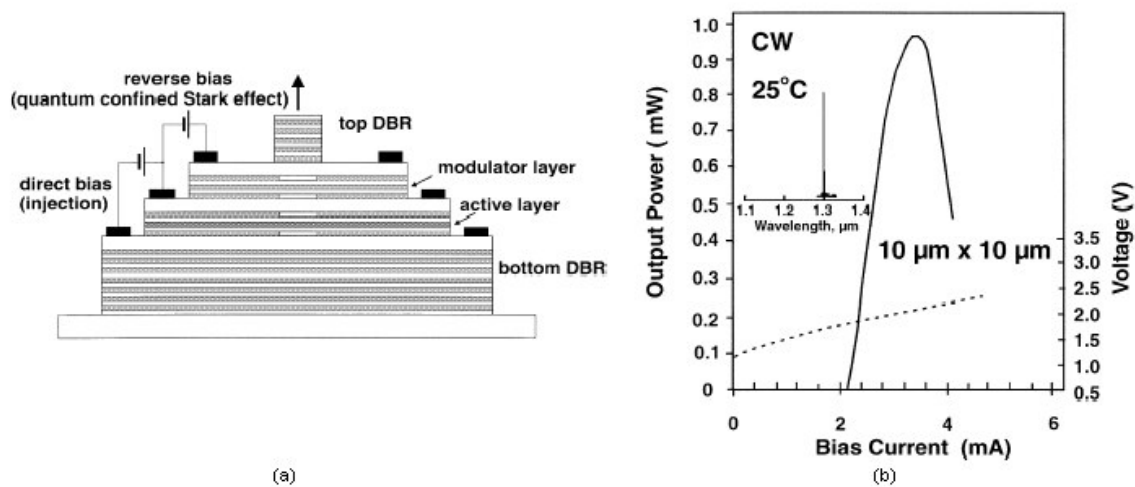 reverse bias
(quantum confined Stark effect)
top DBR
modulator layer
direct bias
(injection)
active layer
bottom DBR
(a)
1.0
0.9
0.8
0.7
0.6
0.5
0.4
0.3
0.2
0.1
0
Output Power ( mW)
CW
25°C
1.1 1.2 1.3 1.4
Wavelength, µm
10 µm x 10 µm
3.5
3.0
2.5
2.0
1.5
1.0
0.5
Voltage (V)
0 2 4 6
Bias Current (mA)
(b)